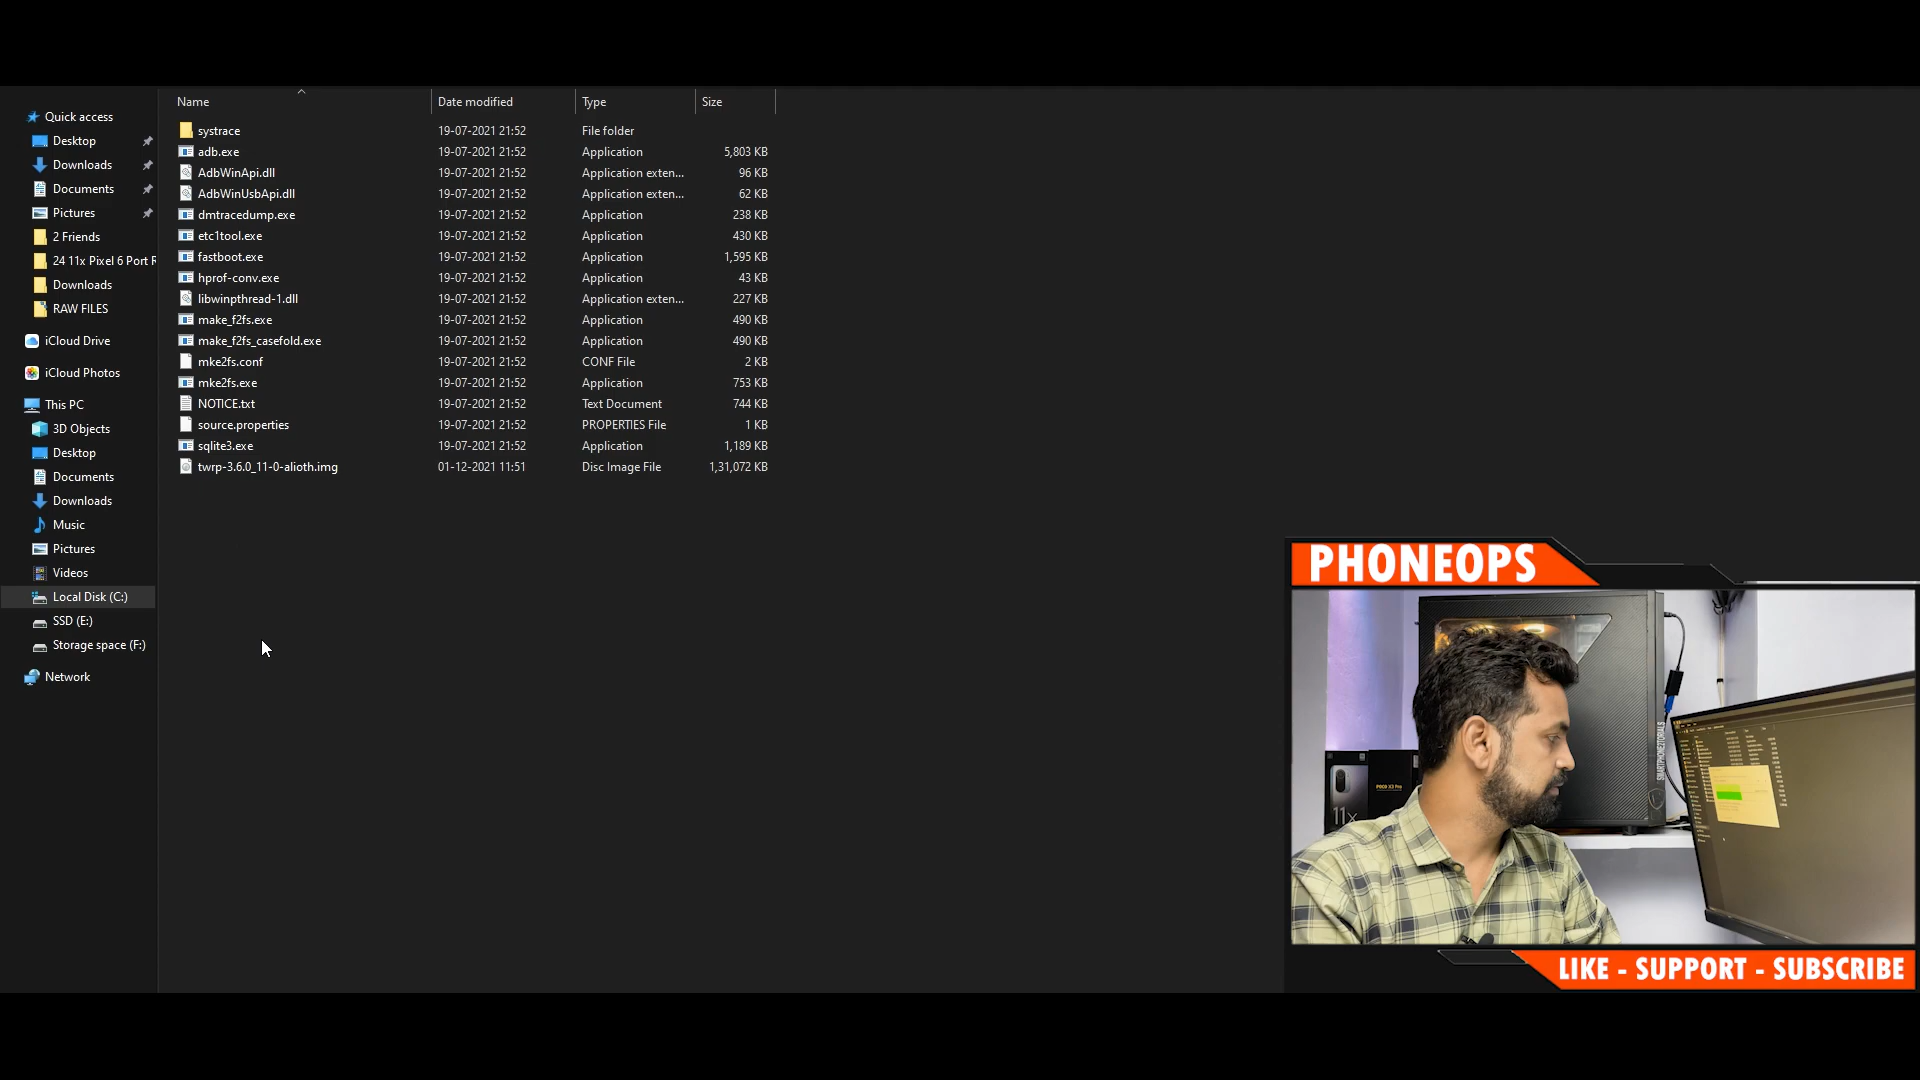 Name Date modified Type Size
Quick access
Desktop
Downloads
Documents
Pictures
2 Friends
24 11x Pixel 6 Port R
Downloads
RAW FILES
iCloud Drive
iCloud Photos
This PC
3D Objects
Desktop
Documents
Downloads
Music
Pictures
Videos
Local Disk (C:)
SSD (E:)
Storage space (F:)
Network
systrace 19-07-2021 21:52 File folder
adb.exe 19-07-2021 21:52 Application 5,803 KB
AdbWinApi.dll 19-07-2021 21:52 Application exten... 96 KB
AdbWinUsbApi.dll 19-07-2021 21:52 Application exten... 62 KB
dmtracedump.exe 19-07-2021 21:52 Application 238 KB
etc1tool.exe 19-07-2021 21:52 Application 430 KB
fastboot.exe 19-07-2021 21:52 Application 1,595 KB
hprof-conv.exe 19-07-2021 21:52 Application 43 KB
libwinpthread-1.dll 19-07-2021 21:52 Application exten... 227 KB
make_f2fs.exe 19-07-2021 21:52 Application 490 KB
make_f2fs_casefold.exe 19-07-2021 21:52 Application 490 KB
mke2fs.conf 19-07-2021 21:52 CONF File 2 KB
mke2fs.exe 19-07-2021 21:52 Application 753 KB
NOTICE.txt 19-07-2021 21:52 Text Document 744 KB
source.properties 19-07-2021 21:52 PROPERTIES File 1 KB
sqlite3.exe 19-07-2021 21:52 Application 1,189 KB
twrp-3.6.0_11-0-alioth.img 01-12-2021 11:51 Disc Image File 1,31,072 KB
PHONEOPS
SMARTPHONE2TORIALS
POCO X3 Pro
11x
LIKE - SUPPORT - SUBSCRIBE